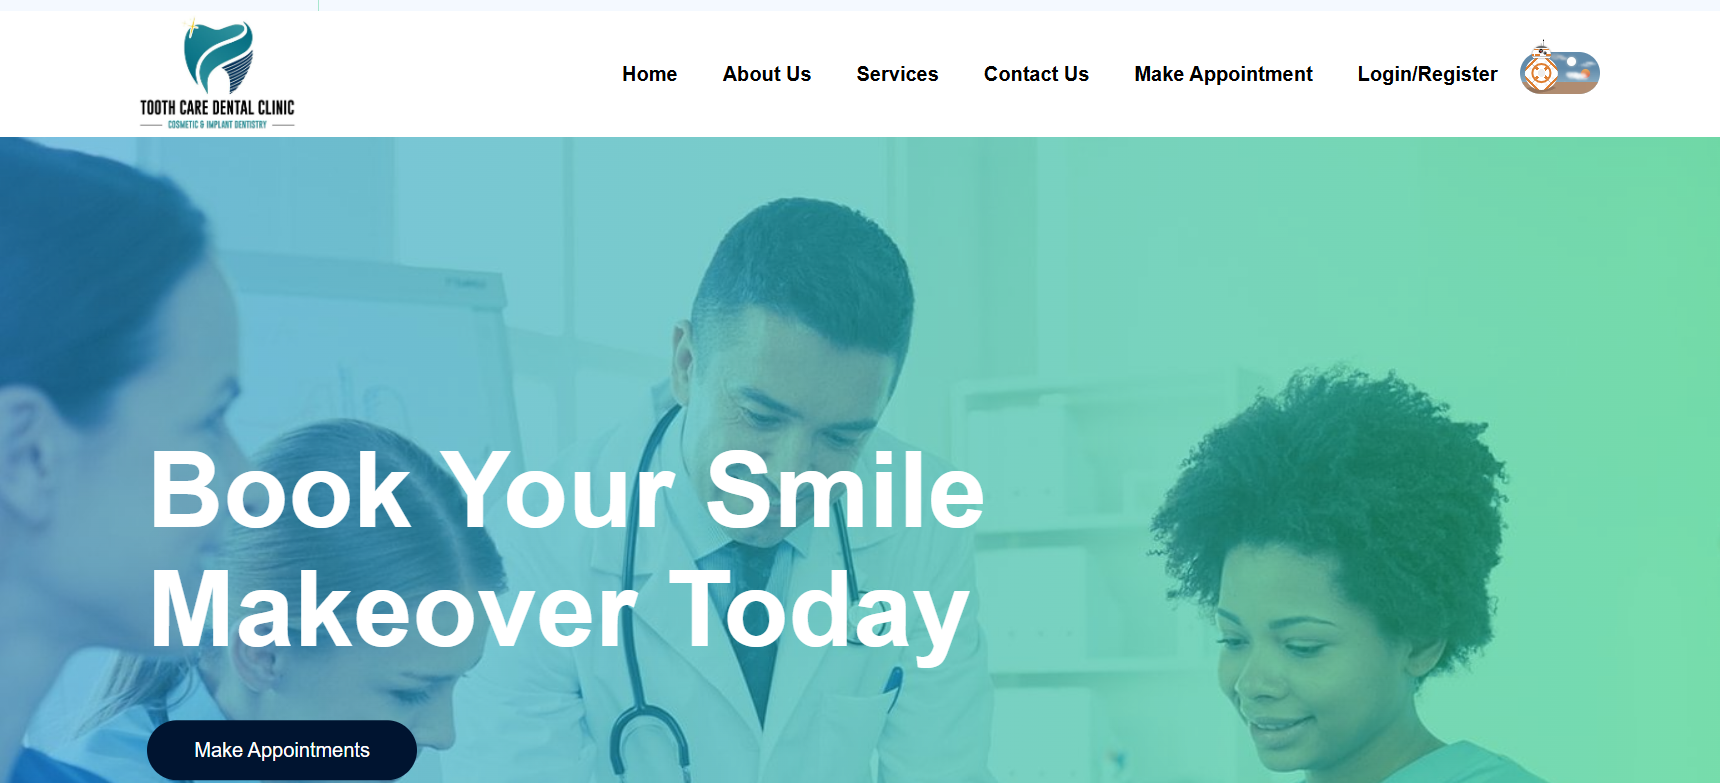 TOOTH CARE DENTAL CLINIC
COSMETIC & IMPLANT DENTISTRY
Home
About Us
Services
Contact Us
Make Appointment
Login/Register
Book Your Smile
Makeover Today
Make Appointments